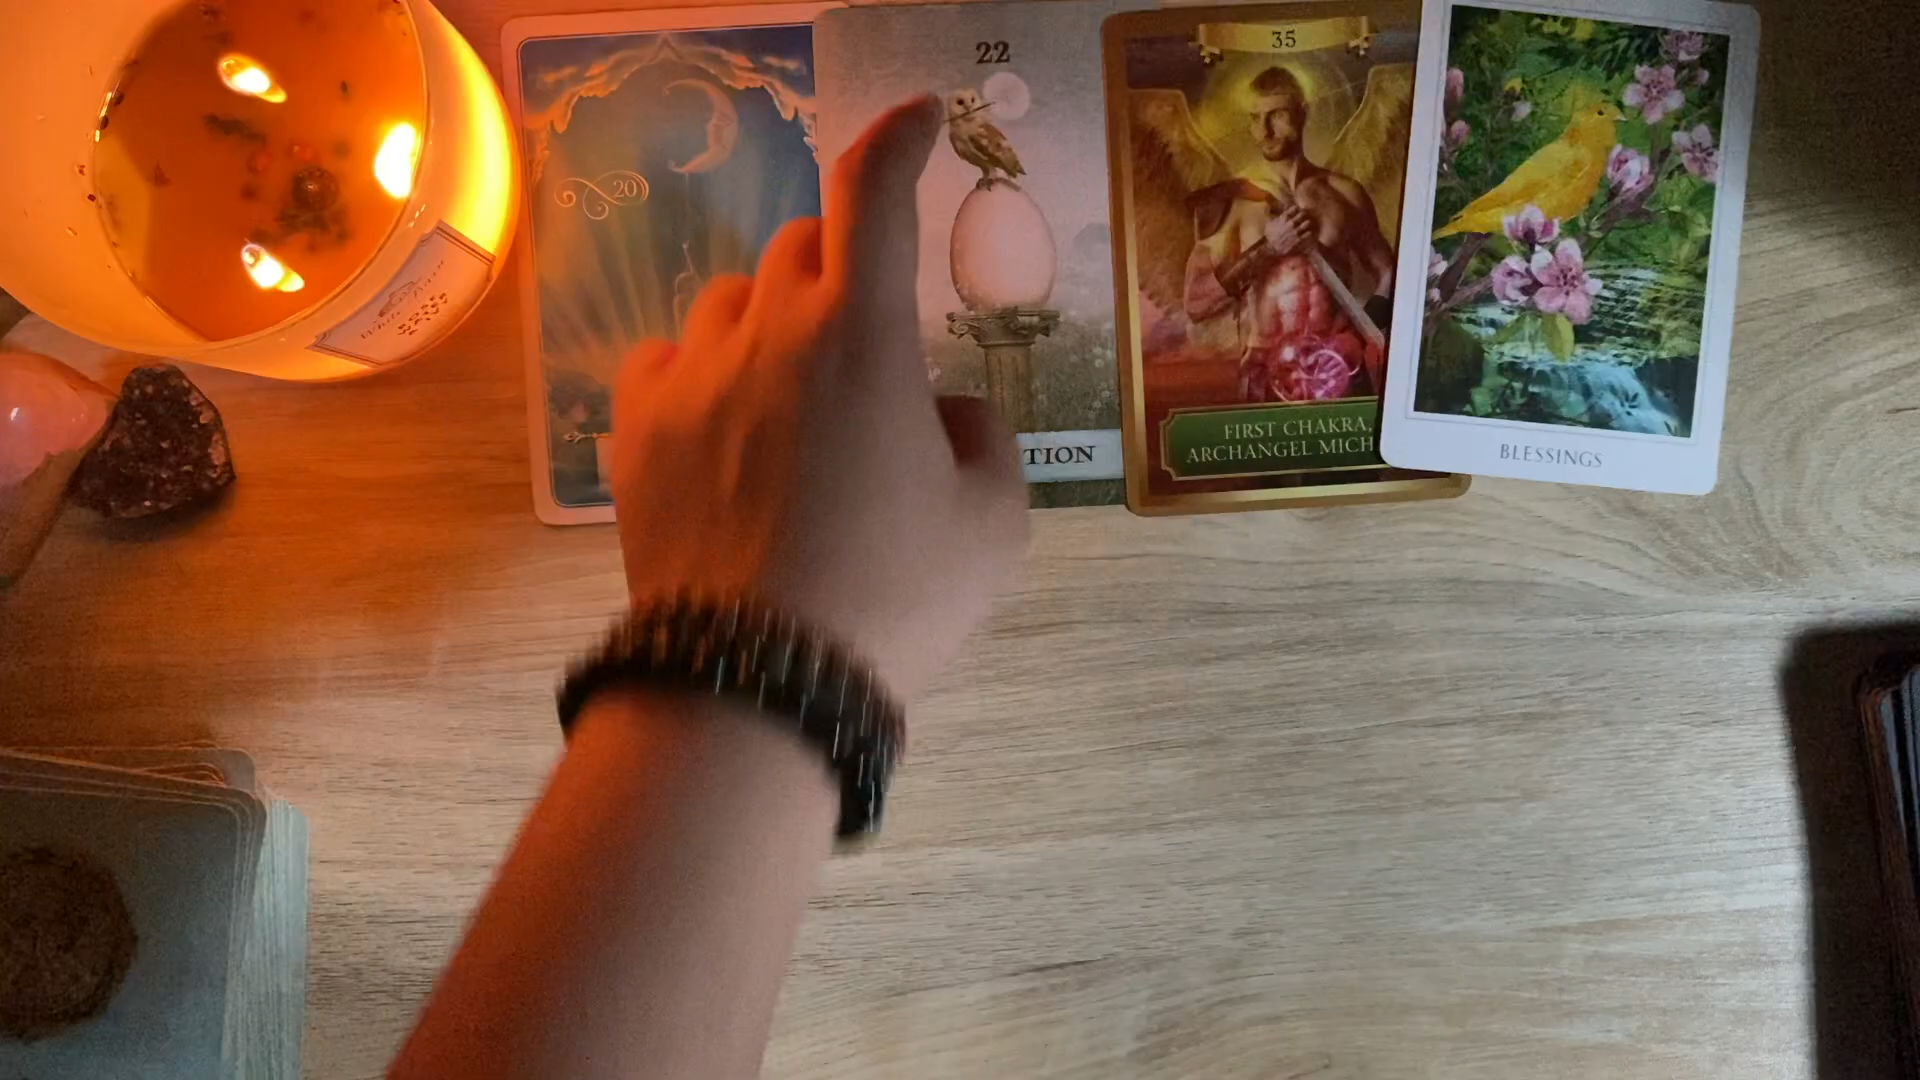 20
22
TION
35
FIRST CHAKRA,
ARCHANGEL MICH
BLESSINGS